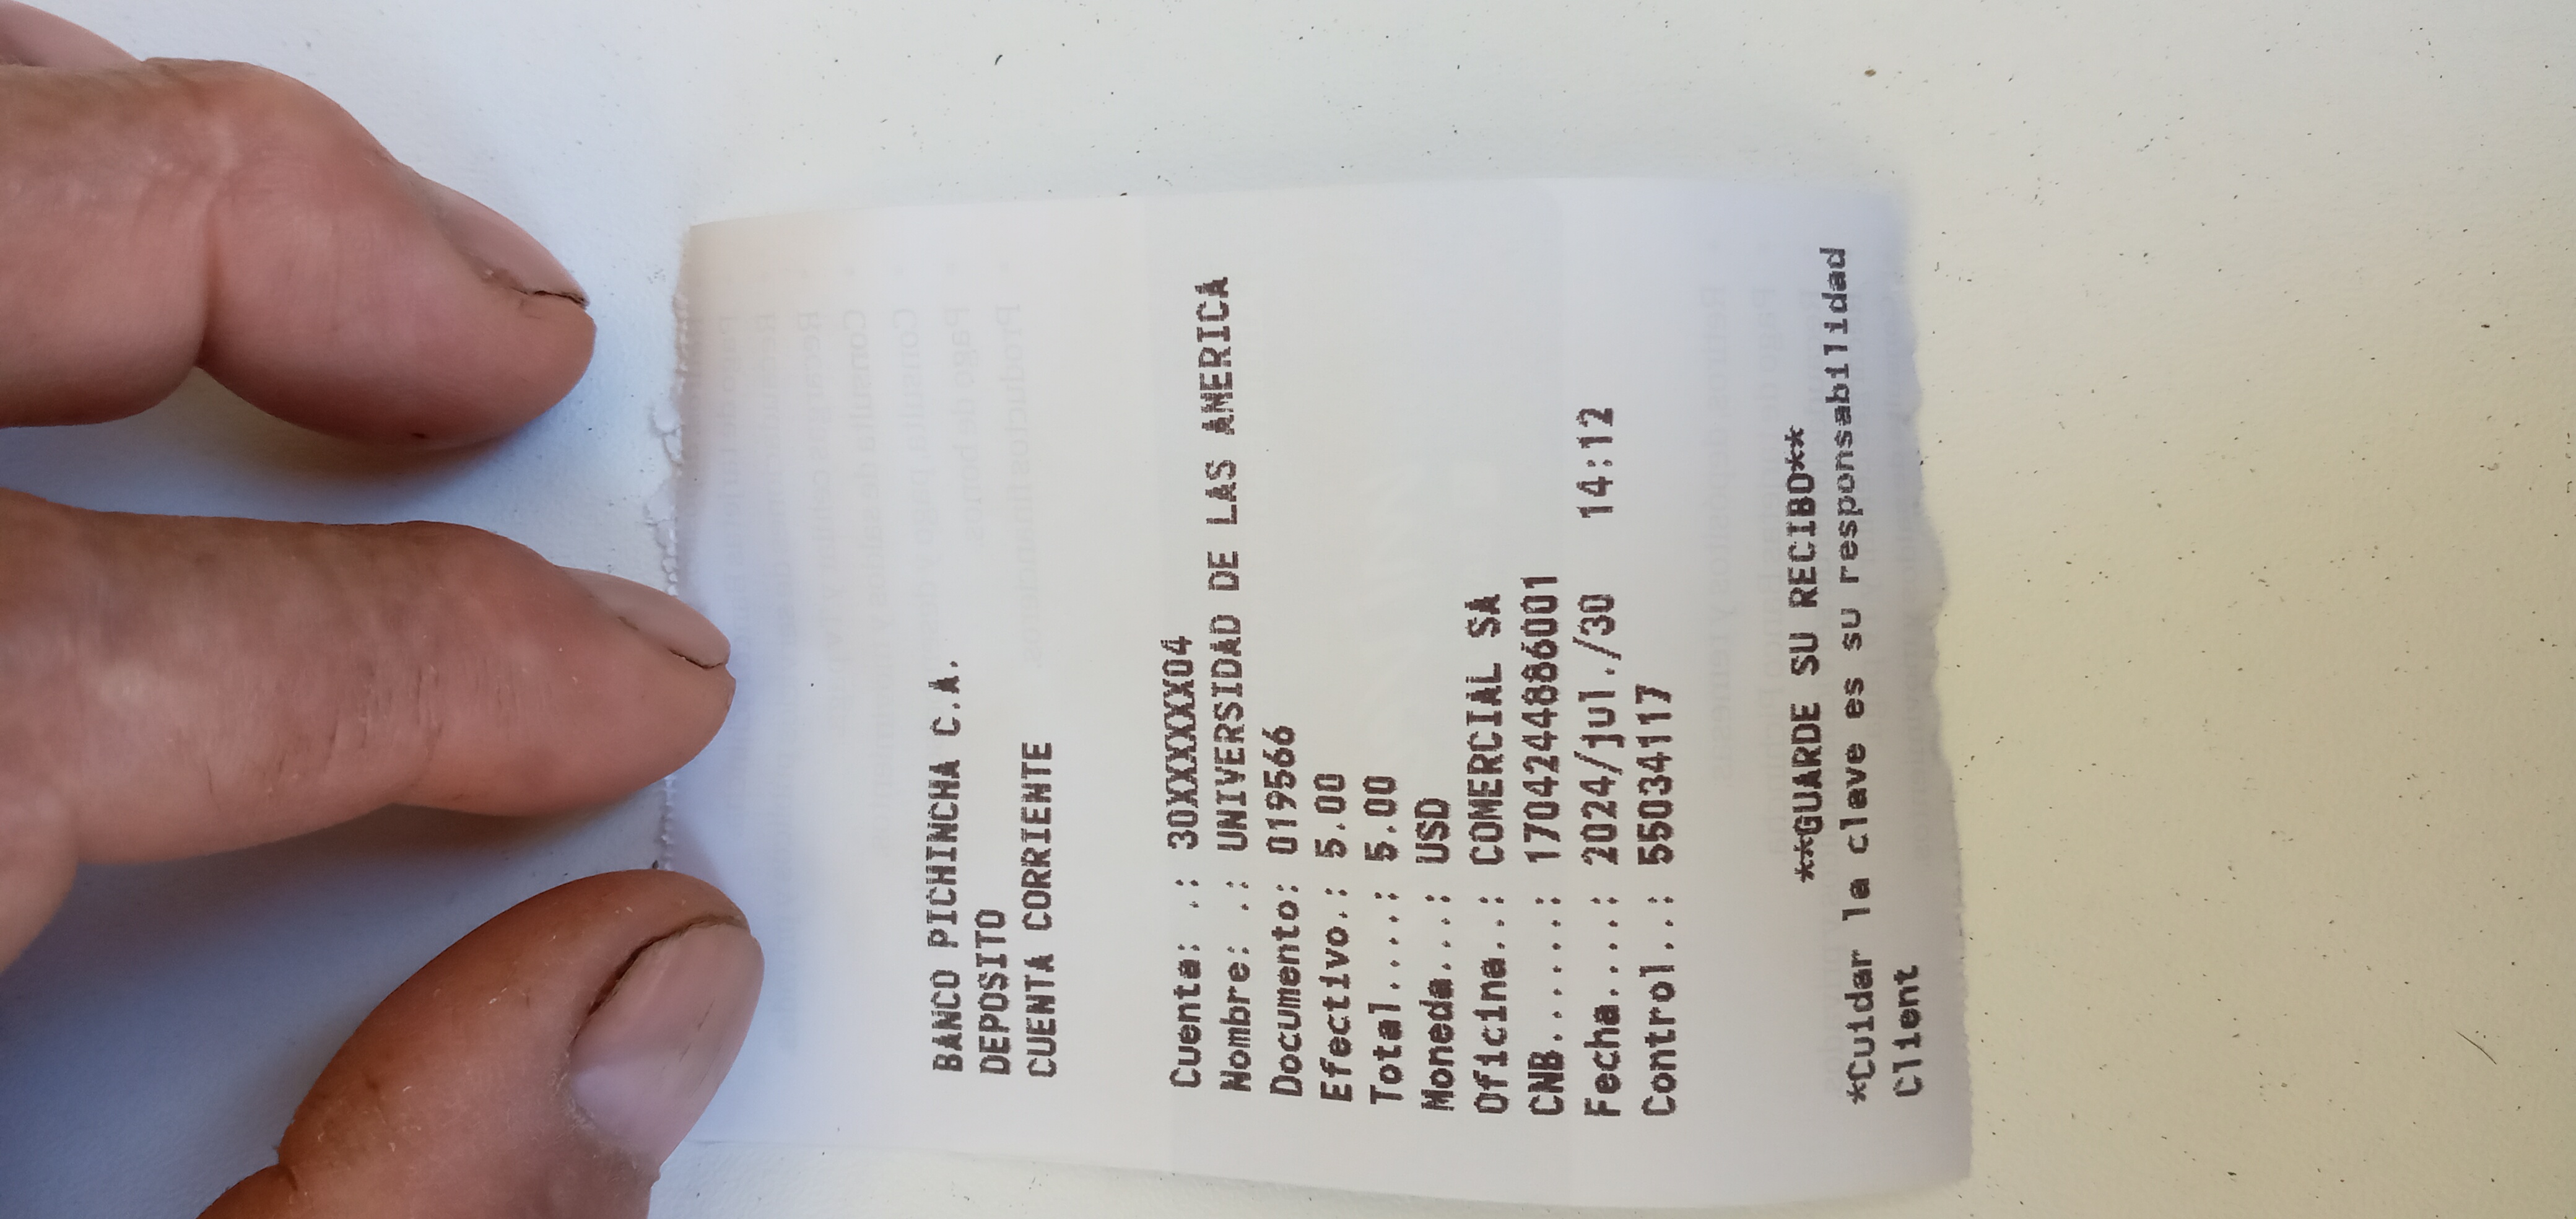 BANCO PICHINCHA C.A.
DEPOSITO
CUENTA CORRIENTE
Cuenta: .: 30XXXXXX04
Nombre: .: UNIVERSIDAD DE LAS AMERICA
Documento: 019566
Efectivo.: 5.00
Total....: 5.00
Moneda...: USD
Oficina..: COMERCIAL SA
CNB......: 1704244886001
Fecha....: 2024/jul./30 14:12
Control..: 55034117
**GUARDE SU RECIBO**
*Cuidar la clave es su responsabilidad
Client